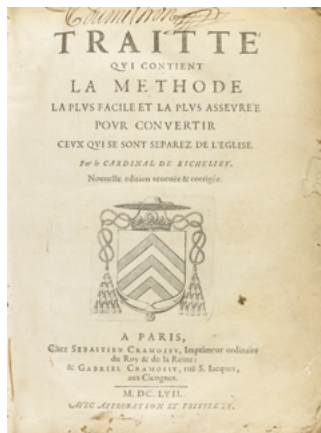 TRAITTE
QVI CONTIENT
LA METHODE
LA PLVS FACILE ET LA PLVS ASSEVRE'E
POVR CONVERTIR
CEVX QVI SE SONT SEPAREZ DE L'EGLISE.
Par le CARDINAL DE RICHELIEV.
Nouuelle edition reueuë & corrigée.
A PARIS,
Chez SEBASTIEN CRAMOISY, Imprimeur ordinaire
du Roy & de la Reine:
& GABRIEL CRAMOISY, ruë S. Iacques,
aux Cicognes.
M. DC. LVII.
AVEC APPROBATION ET PRIVILEGE.